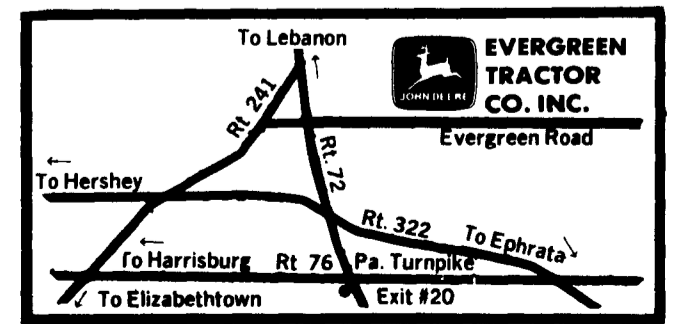 To Lebanon
EVERGREEN
TRACTOR
CO. INC.
JOHN DEERE
Rt 241
Evergreen Road
Rt. 72
To Hershey
Rt. 322
To Ephrata
To Harrisburg Rt 76 Pa. Turnpike
To Elizabethtown
Exit #20